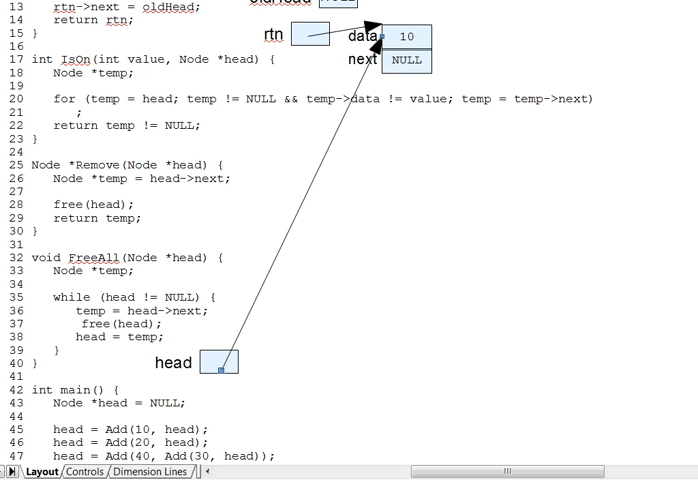 oldHead NULL
13 rtn->next = oldHead;
14 return rtn;
15 }
rtn data 10
16
next NULL
17 int IsOn(int value, Node *head) {
18 Node *temp;
19
20 for (temp = head; temp != NULL && temp->data != value; temp = temp->next)
21 ;
22 return temp != NULL;
23 }
24
25 Node *Remove(Node *head) {
26 Node *temp = head->next;
27
28 free(head);
29 return temp;
30 }
31
32 void FreeAll(Node *head) {
33 Node *temp;
34
35 while (head != NULL) {
36 temp = head->next;
37 free(head);
38 head = temp;
39 }
40 }
head
41
42 int main() {
43 Node *head = NULL;
44
45 head = Add(10, head);
46 head = Add(20, head);
47 head = Add(40, Add(30, head));
Layout Controls Dimension Lines